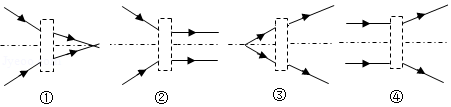 ① ② ③ ④